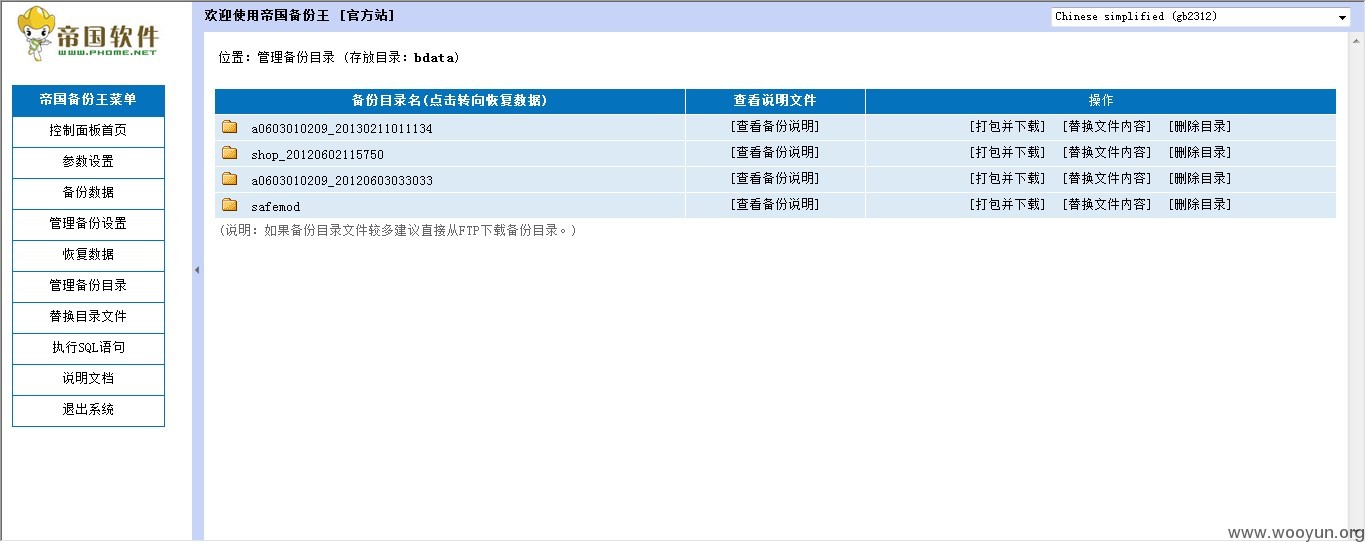 帝国软件
WWW.PHOME.NET
欢迎使用帝国备份王 [官方站]
Chinese simplified (gb2312)
帝国备份王菜单
控制面板首页
参数设置
备份数据
管理备份设置
恢复数据
管理备份目录
替换目录文件
执行SQL语句
说明文档
退出系统
位置：管理备份目录 (存放目录：bdata)
备份目录名(点击转向恢复数据) 查看说明文件 操作
a0603010209_20130211011134 [查看备份说明] [打包并下载] [替换文件内容] [删除目录]
shop_20120602115750 [查看备份说明] [打包并下载] [替换文件内容] [删除目录]
a0603010209_20120603033033 [查看备份说明] [打包并下载] [替换文件内容] [删除目录]
safemod [查看备份说明] [打包并下载] [替换文件内容] [删除目录]
(说明：如果备份目录文件较多建议直接从FTP下载备份目录。)
www.wooyun.org